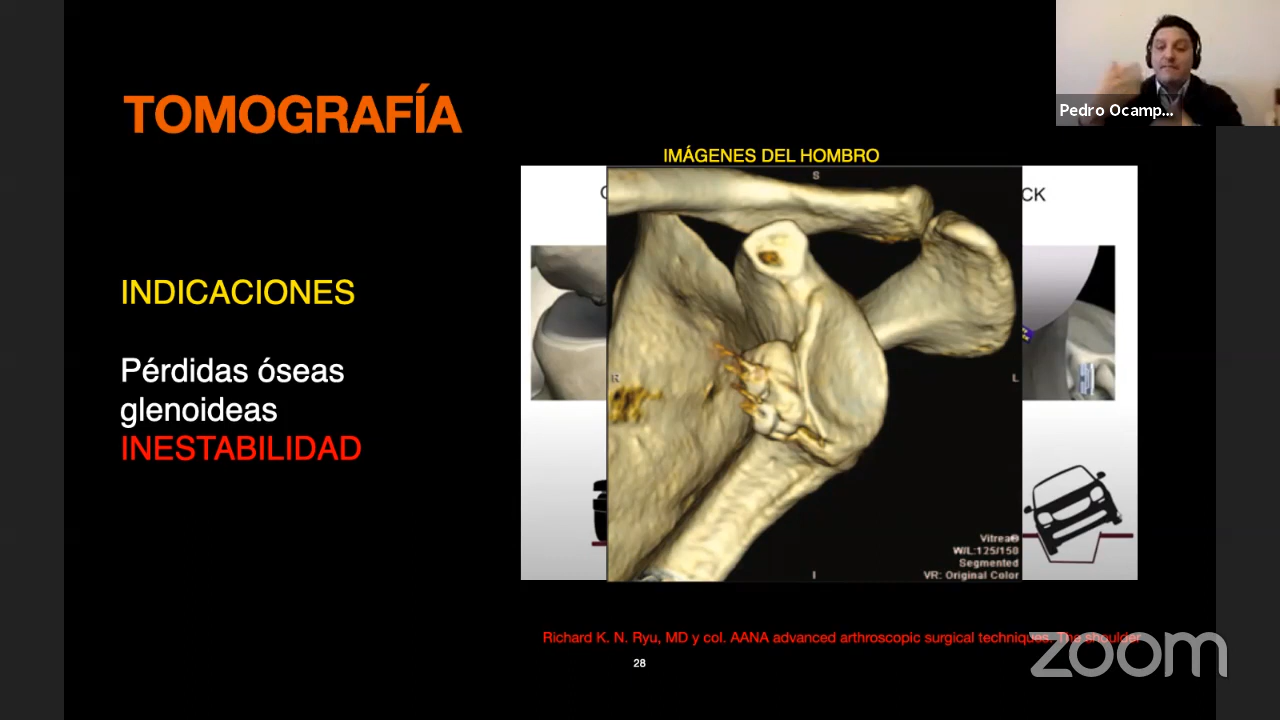 Pedro Ocamp...
TOMOGRAFÍA
IMÁGENES DEL HOMBRO
S
CK
INDICACIONES
Pérdidas óseas
glenoideas
INESTABILIDAD
R
L
Vitrea®
W/L:125/150
Segmented
VR: Original Color
I
Richard K. N. Ryu, MD y col. AANA advanced arthroscopic surgical techniques. The shoulder
28
zoom